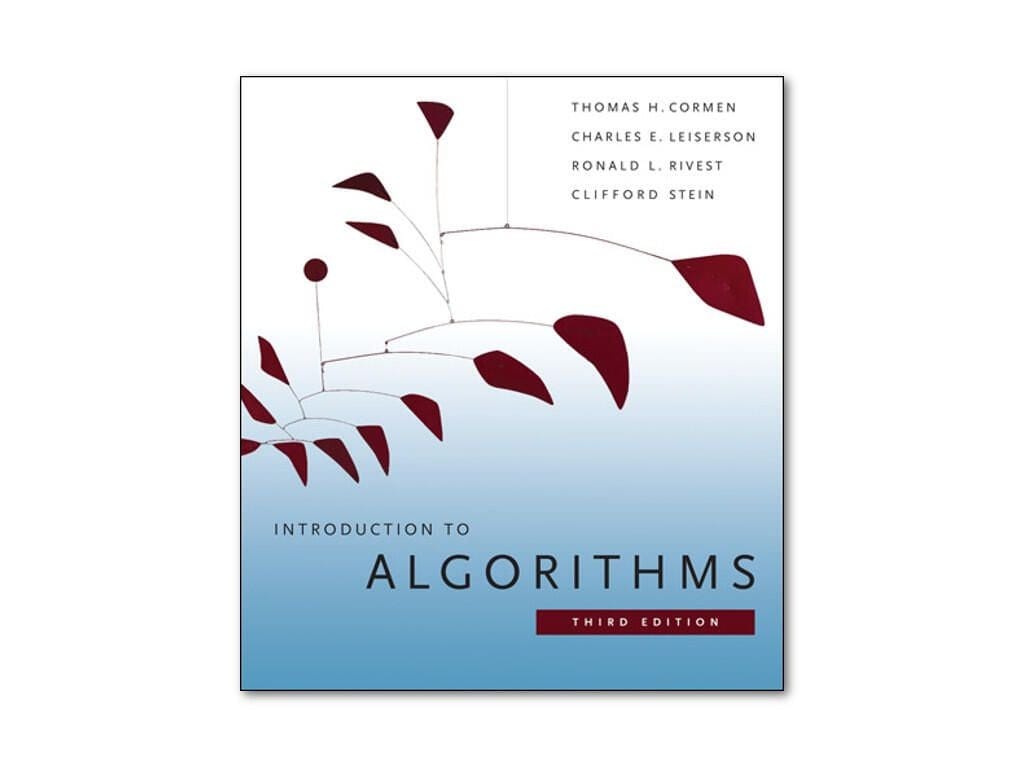 THOMAS H. CORMEN
CHARLES E. LEISERSON
RONALD L. RIVEST
CLIFFORD STEIN
INTRODUCTION TO
ALGORITHMS
THIRD EDITION